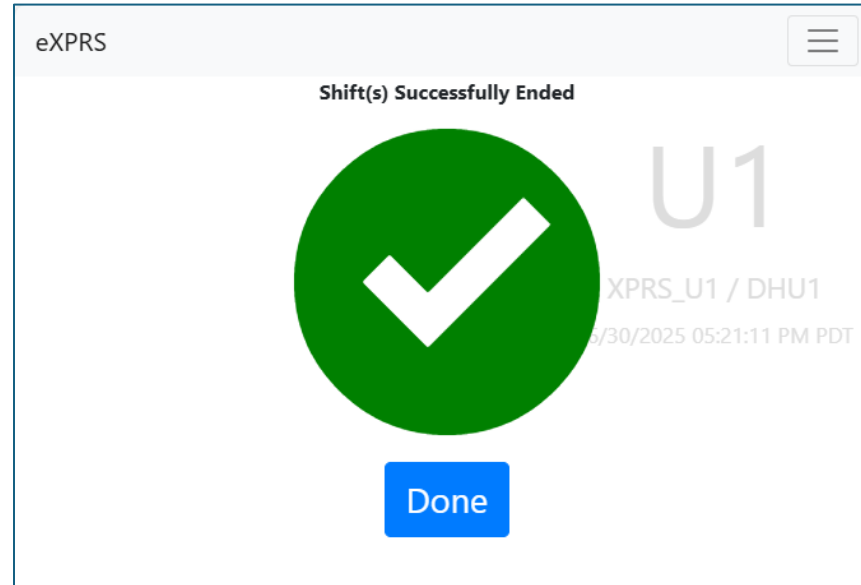 eXPRS
Shift(s) Successfully Ended
U1
XPRS_U1 / DHU1
/30/2025 05:21:11 PM PDT
Done